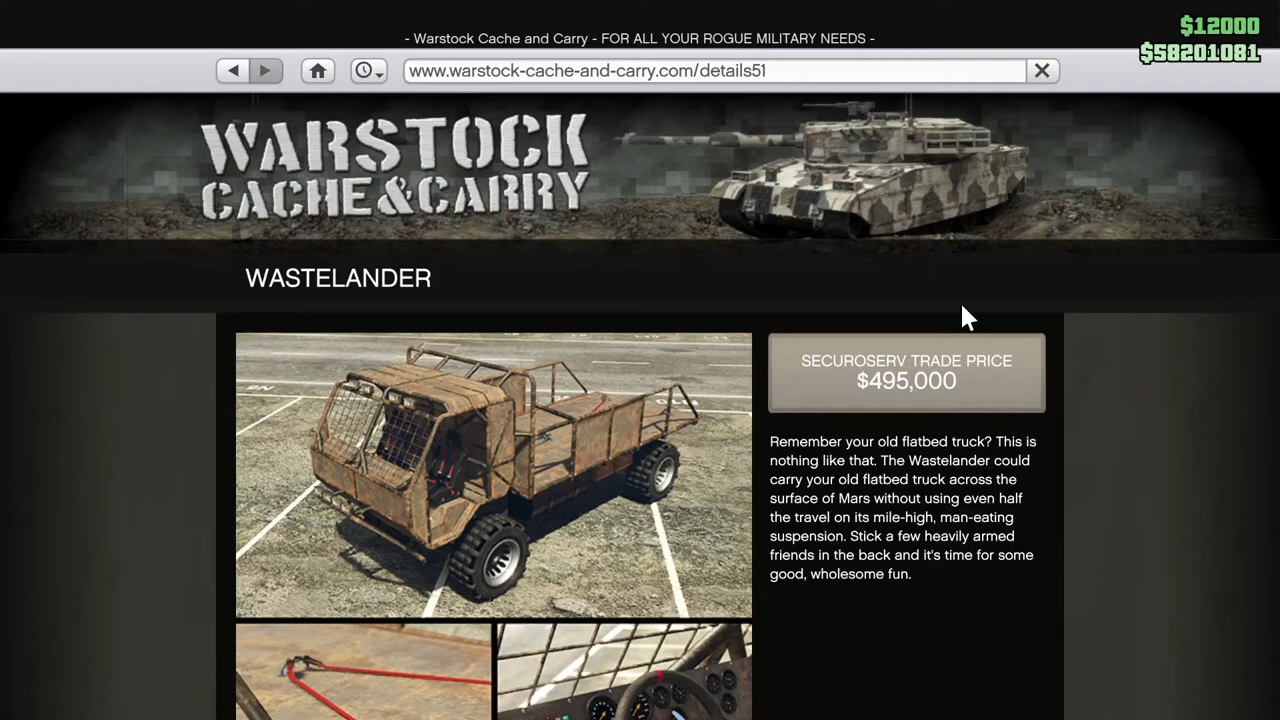 - Warstock Cache and Carry - FOR ALL YOUR ROGUE MILITARY NEEDS -
$12000
$58201081
www.warstock-cache-and-carry.com/details51
WARSTOCK
CACHE&CARRY
WASTELANDER
SECUROSERV TRADE PRICE
$495,000
Remember your old flatbed truck? This is
nothing like that. The Wastelander could
carry your old flatbed truck across the
surface of Mars without using even half
the travel on its mile-high, man-eating
suspension. Stick a few heavily armed
friends in the back and it's time for some
good, wholesome fun.